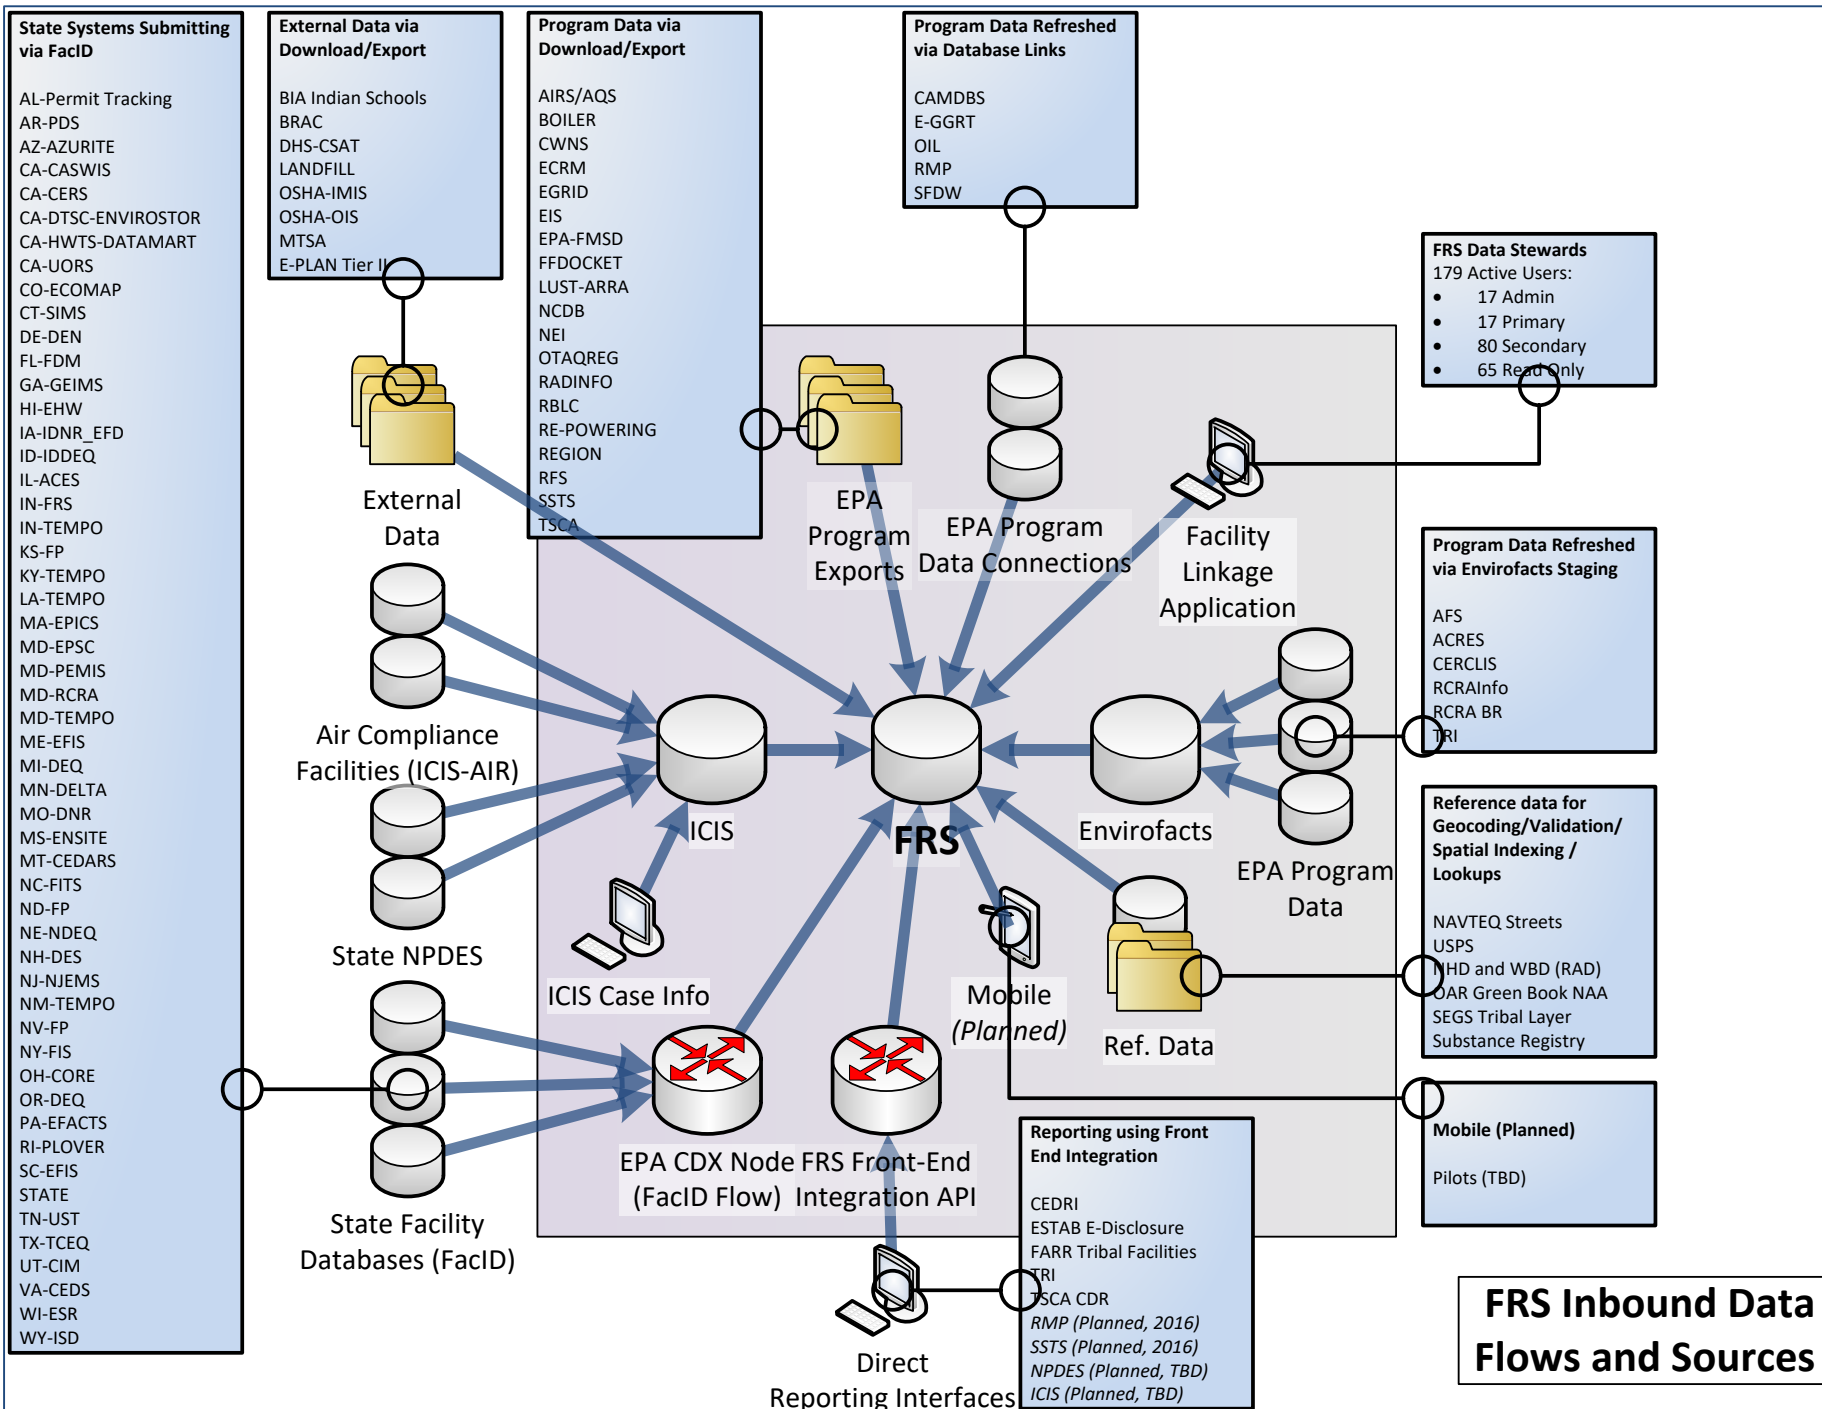 State Systems Submitting
via FacID
AL-Permit Tracking
AR-PDS
AZ-AZURITE
CA-CASWIS
CA-CERS
CA-DTSC-ENVIROSTOR
CA-HWTS-DATAMART
CA-UORS
CO-ECOMAP
CT-SIMS
DE-DEN
FL-FDM
GA-GEIMS
HI-EHW
IA-IDNR_EFD
ID-IDDEQ
IL-ACES
IN-FRS
IN-TEMPO
KS-FP
KY-TEMPO
LA-TEMPO
MA-EPICS
MD-EPSC
MD-PEMIS
MD-RCRA
MD-TEMPO
ME-EFIS
MI-DEQ
MN-DELTA
MO-DNR
MS-ENSITE
MT-CEDARS
NC-FITS
ND-FP
NE-NDEQ
NH-DES
NJ-NJEMS
NM-TEMPO
NV-FP
NY-FIS
OH-CORE
OR-DEQ
PA-EFACTS
RI-PLOVER
SC-EFIS
STATE
TN-UST
TX-TCEQ
UT-CIM
VA-CEDS
WI-ESR
WY-ISD
External Data via
Download/Export
BIA Indian Schools
BRAC
DHS-CSAT
LANDFILL
OSHA-IMIS
OSHA-OIS
MTSA
E-PLAN Tier II
Program Data via
Download/Export
AIRS/AQS
BOILER
CWNS
ECRM
EGRID
EIS
EPA-FMSD
FFDOCKET
LUST-ARRA
NCDB
NEI
OTAQREG
RADINFO
RBLC
RE-POWERING
REGION
RFS
SSTS
TSCA
Program Data Refreshed
via Database Links
CAMDBS
E-GGRT
OIL
RMP
SFDW
FRS Data Stewards
179 Active Users:
• 17 Admin
• 17 Primary
• 80 Secondary
• 65 Read Only
External
Data
EPA
Program
Exports
EPA Program
Data Connections
Facility
Linkage
Application
Program Data Refreshed
via Envirofacts Staging
AFS
ACRES
CERCLIS
RCRAInfo
RCRA BR
TRI
Air Compliance
Facilities (ICIS-AIR)
ICIS
FRS
Envirofacts
EPA Program
Data
Reference data for
Geocoding/Validation/
Spatial Indexing /
Lookups
NAVTEQ Streets
USPS
NHD and WBD (RAD)
OAR Green Book NAA
SEGS Tribal Layer
Substance Registry
State NPDES
ICIS Case Info
Mobile
(Planned)
Ref. Data
Mobile (Planned)
Pilots (TBD)
State Facility
Databases (FacID)
EPA CDX Node
(FacID Flow)
FRS Front-End
Integration API
Reporting using Front
End Integration
CEDRI
ESTAB E-Disclosure
FARR Tribal Facilities
TRI
TSCA CDR
RMP (Planned, 2016)
SSTS (Planned, 2016)
NPDES (Planned, TBD)
ICIS (Planned, TBD)
Direct
Reporting Interfaces
FRS Inbound Data
Flows and Sources